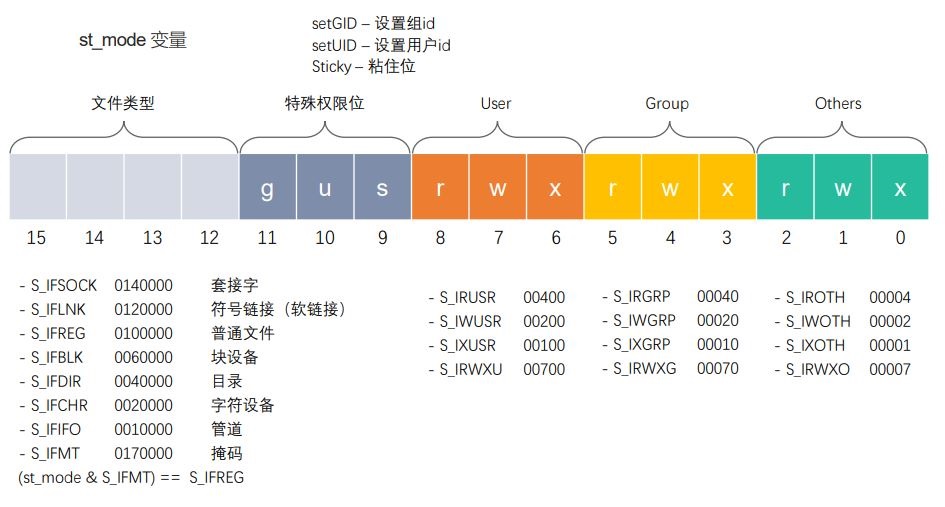 st_mode 变量
setGID – 设置组id
setUID – 设置用户id
Sticky – 粘住位
文件类型 特殊权限位 User Group Others
g u s r w x r w x r w x
15 14 13 12 11 10 9 8 7 6 5 4 3 2 1 0
- S_IFSOCK 0140000 套接字
- S_IFLNK 0120000 符号链接（软链接）
- S_IFREG 0100000 普通文件
- S_IFBLK 0060000 块设备
- S_IFDIR 0040000 目录
- S_IFCHR 0020000 字符设备
- S_IFIFO 0010000 管道
- S_IFMT 0170000 掩码
(st_mode & S_IFMT) == S_IFREG
- S_IRUSR 00400
- S_IWUSR 00200
- S_IXUSR 00100
- S_IRWXU 00700
- S_IRGRP 00040
- S_IWGRP 00020
- S_IXGRP 00010
- S_IRWXG 00070
- S_IROTH 00004
- S_IWOTH 00002
- S_IXOTH 00001
- S_IRWXO 00007